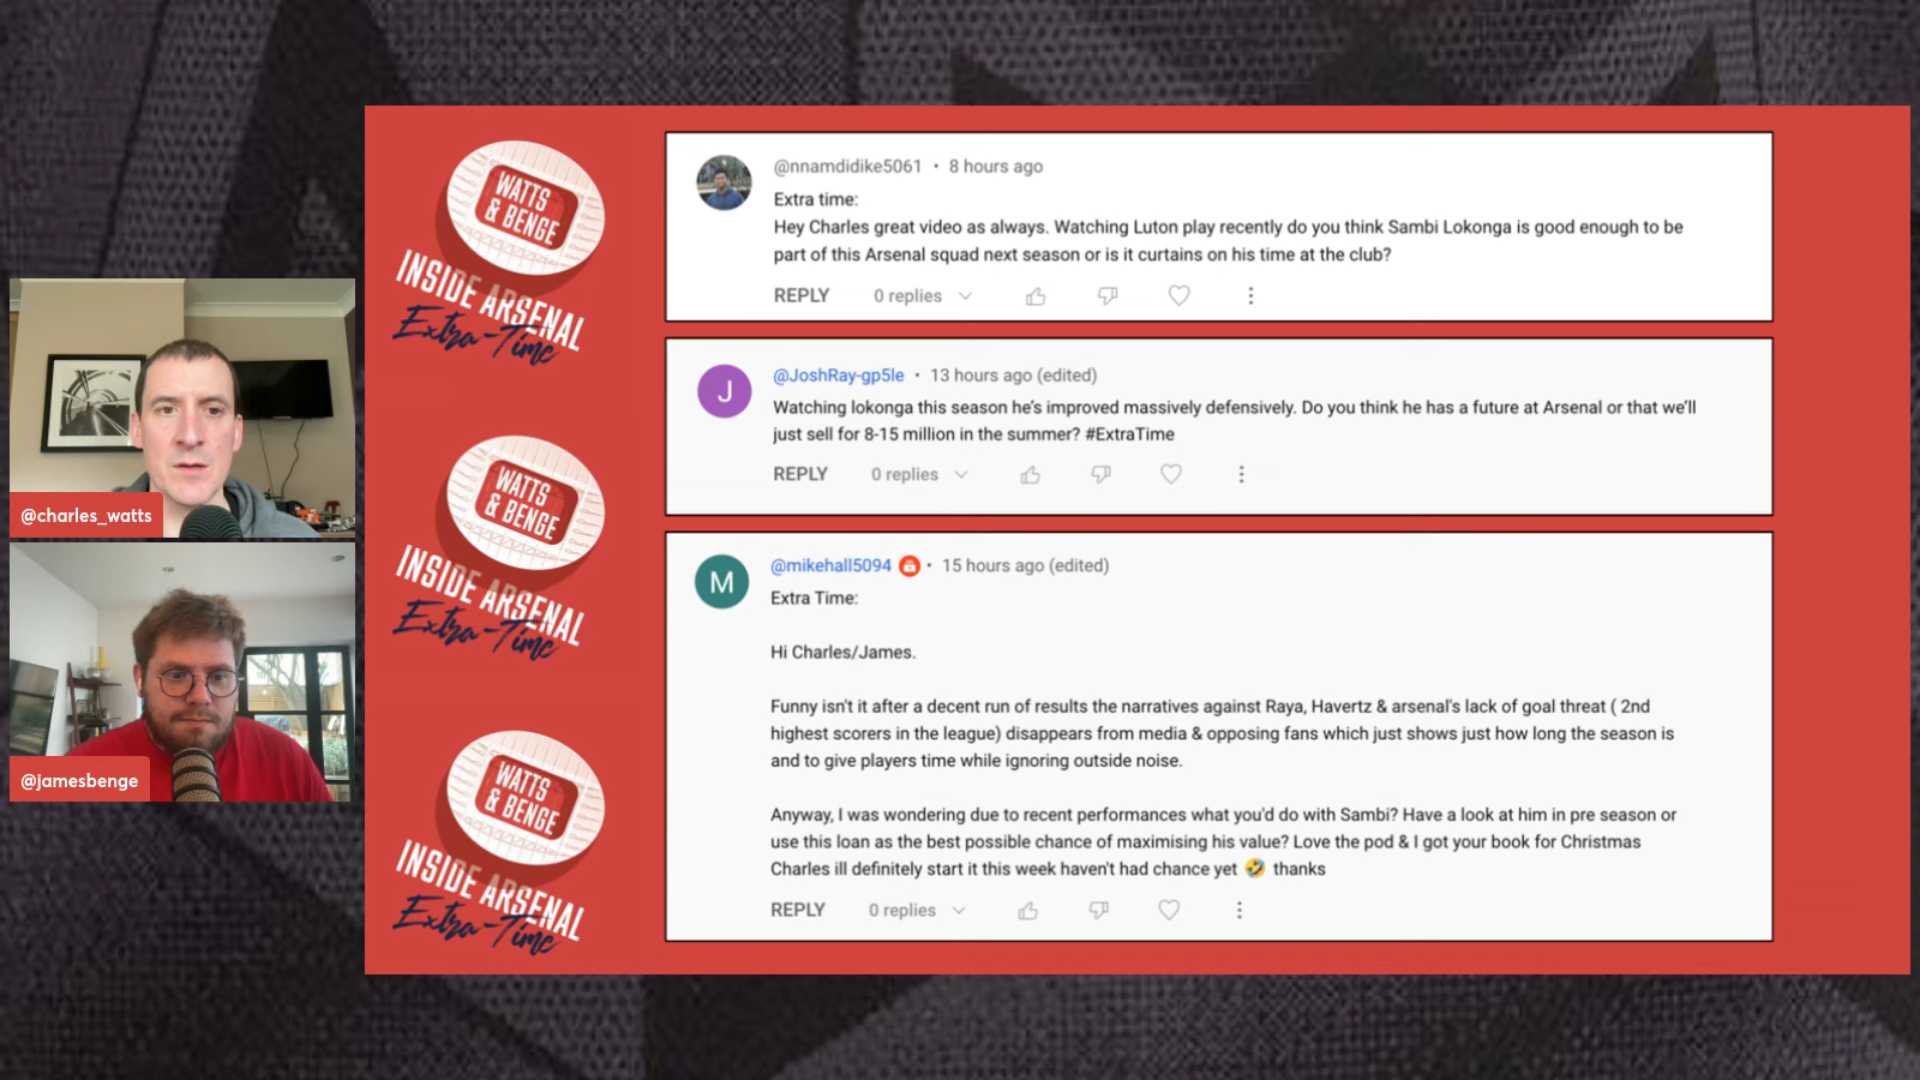 WATTS
& BENGE
INSIDE ARSENAL
Extra-Time
@nnamdidike5061 • 8 hours ago
Extra time:
Hey Charles great video as always. Watching Luton play recently do you think Sambi Lokonga is good enough to be
part of this Arsenal squad next season or is it curtains on his time at the club?
REPLY 0 replies
@charles_watts
@jamesbenge
WATTS
& BENGE
INSIDE ARSENAL
Extra-Time
J
@JoshRay-gp5le • 13 hours ago (edited)
Watching lokonga this season he's improved massively defensively. Do you think he has a future at Arsenal or that we'll
just sell for 8-15 million in the summer? #ExtraTime
REPLY 0 replies
WATTS
& BENGE
INSIDE ARSENAL
Extra-Time
M
@mikehall5094 • 15 hours ago (edited)
Extra Time:
Hi Charles/James.
Funny isn't it after a decent run of results the narratives against Raya, Havertz & arsenal's lack of goal threat ( 2nd
highest scorers in the league) disappears from media & opposing fans which just shows just how long the season is
and to give players time while ignoring outside noise.
Anyway, I was wondering due to recent performances what you'd do with Sambi? Have a look at him in pre season or
use this loan as the best possible chance of maximising his value? Love the pod & I got your book for Christmas
Charles ill definitely start it this week haven't had chance yet 🤣 thanks
REPLY 0 replies